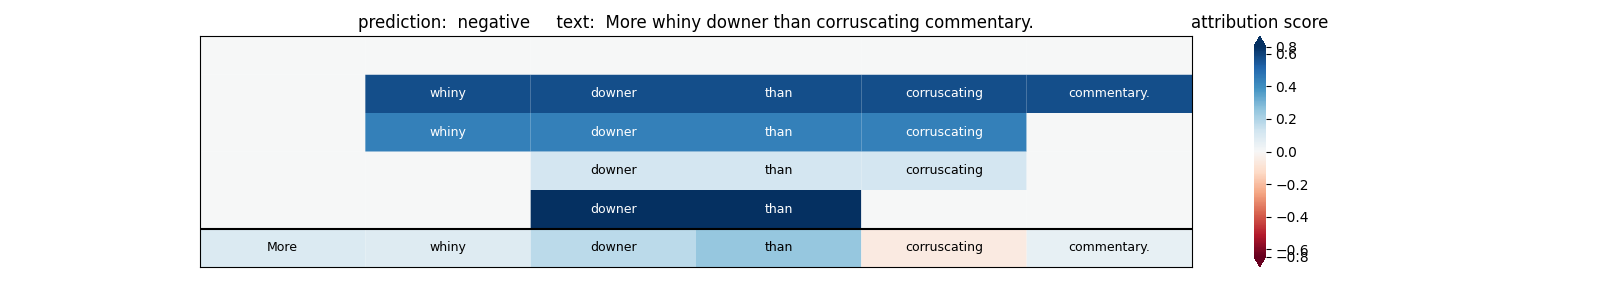 prediction:  negative     text:  More whiny downer than corruscating commentary.
attribution score
whiny downer than corruscating commentary.
whiny downer than corruscating
downer than corruscating
downer than
More whiny downer than corruscating commentary.
0.8
0.6
0.4
0.2
0.0
−0.2
−0.4
−0.6
−0.8